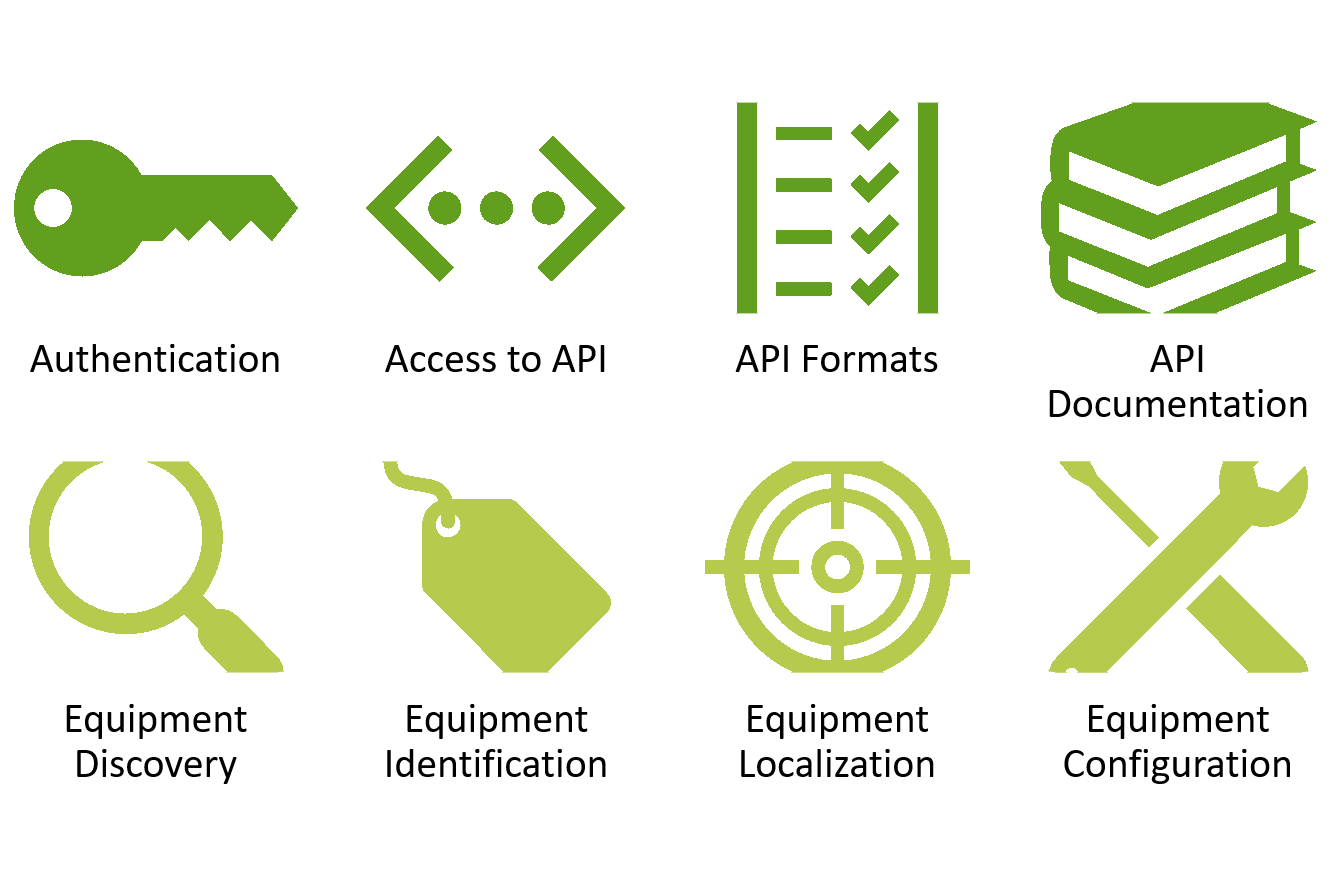 Authentication
Access to API
API Formats
API
Documentation
Equipment
Discovery
Equipment
Identification
Equipment
Localization
Equipment
Configuration